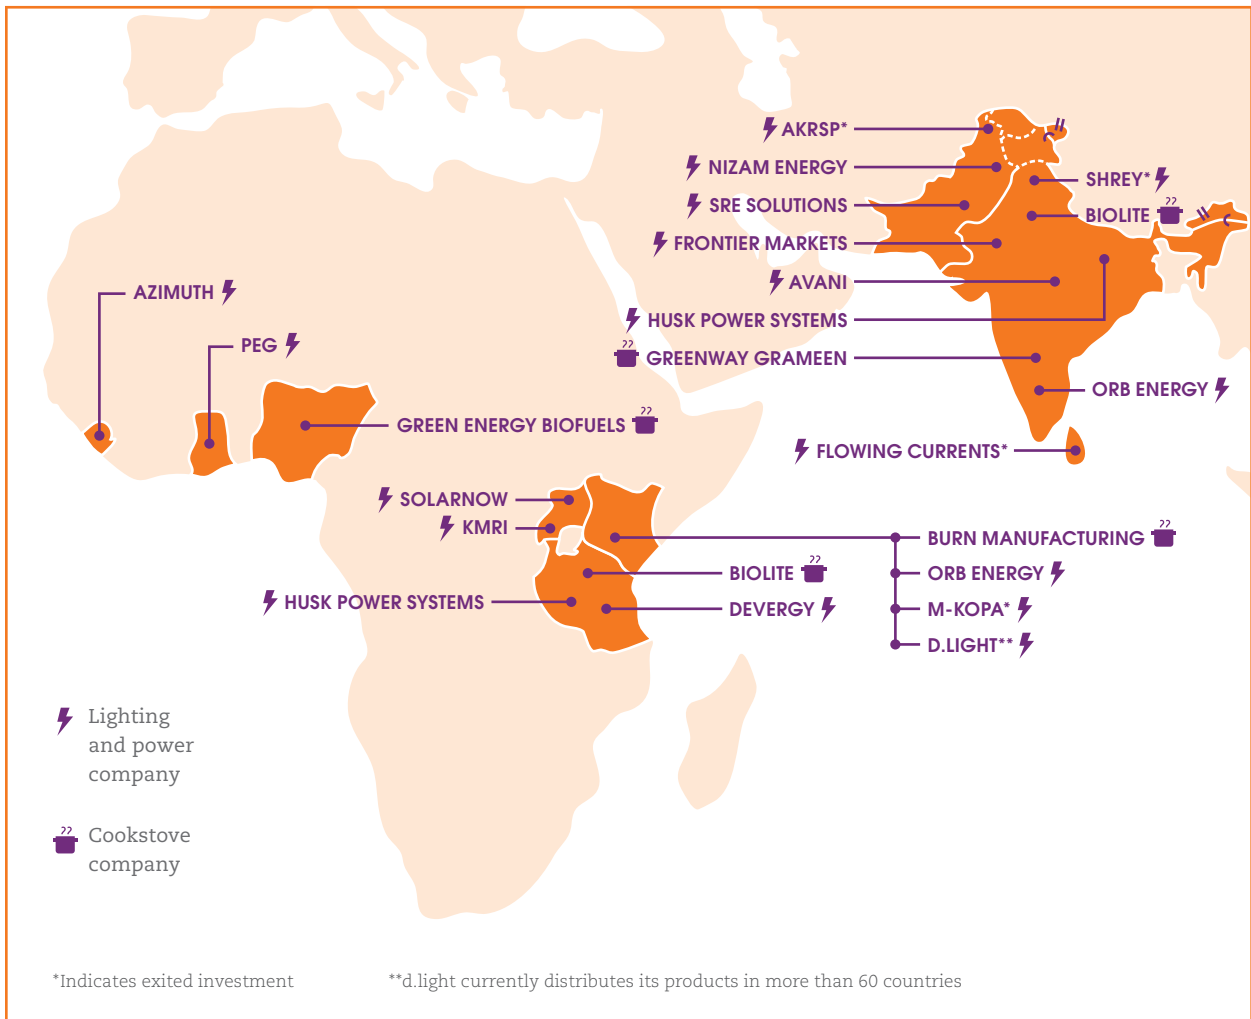 AKRSP*
NIZAM ENERGY
SHREY*
SRE SOLUTIONS
BIOLITE
FRONTIER MARKETS
AVANI
AZIMUTH
HUSK POWER SYSTEMS
PEG
GREENWAY GRAMEEN
ORB ENERGY
GREEN ENERGY BIOFUELS
FLOWING CURRENTS*
SOLARNOW
KMRI
BURN MANUFACTURING
BIOLITE
ORB ENERGY
HUSK POWER SYSTEMS
DEVERGY
M-KOPA*
D.LIGHT**
Lighting
and power
company
Cookstove
company
*Indicates exited investment
**d.light currently distributes its products in more than 60 countries